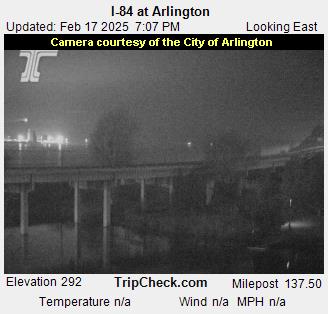 I-84 at Arlington
Updated: Feb 17 2025 7:07 PM Looking East
Camera courtesy of the City of Arlington
Elevation 292 TripCheck.com Milepost 137.50
Temperature n/a Wind n/a MPH n/a